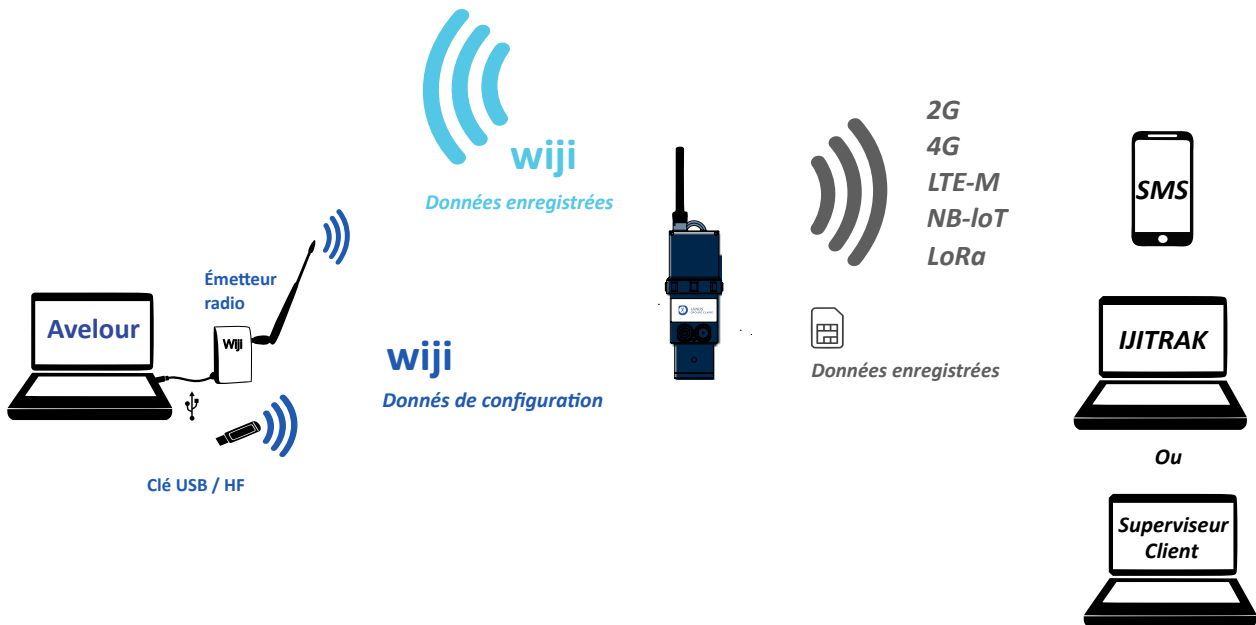 wiji
Données enregistrées
Émetteur
radio
Avelour
Wiji
Clé USB / HF
wiji
Donnés de configuration
2G
4G
LTE-M
NB-IoT
LoRa
Données enregistrées
SMS
IJITRAK
Ou
Superviseur
Client